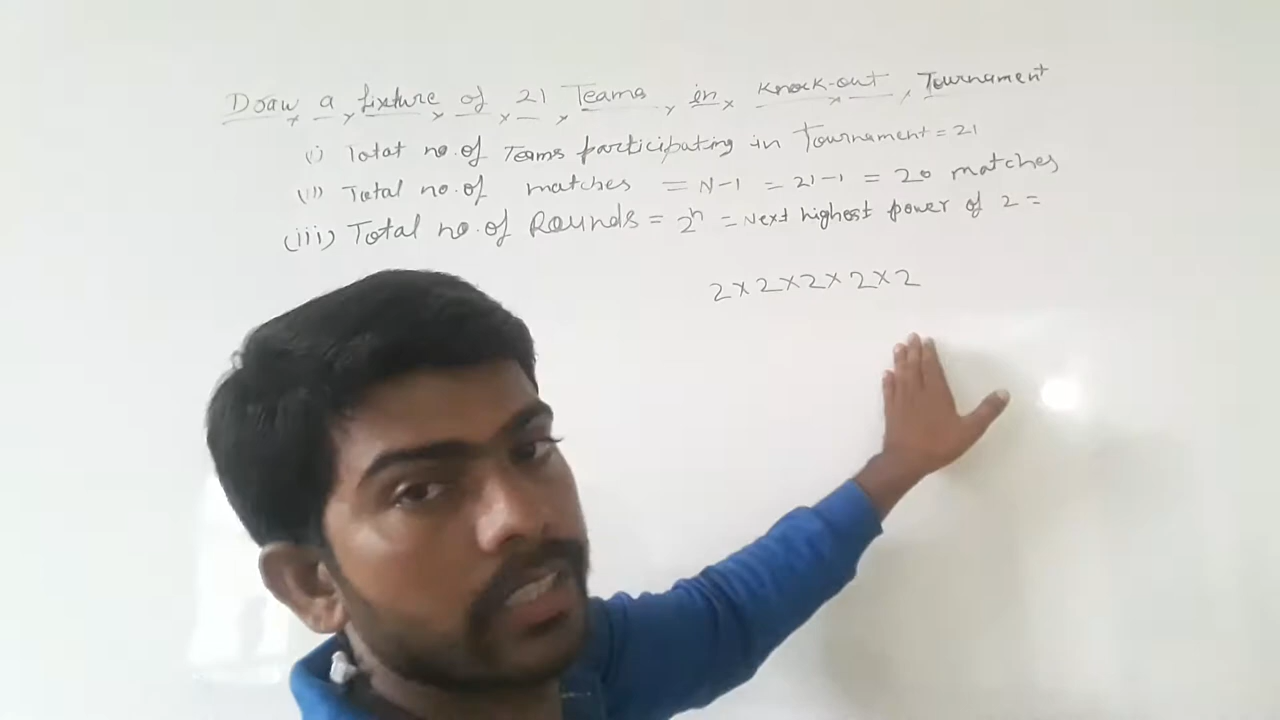 Draw a fixture of 21 Teams in Knock-out Tournament
(i) Total no. of Teams participating in Tournament = 21
(ii) Total no. of matches = N-1 = 21-1 = 20 matches
(iii) Total no. of Rounds = 2ⁿ = Next highest power of 2 =
2×2×2×2×2